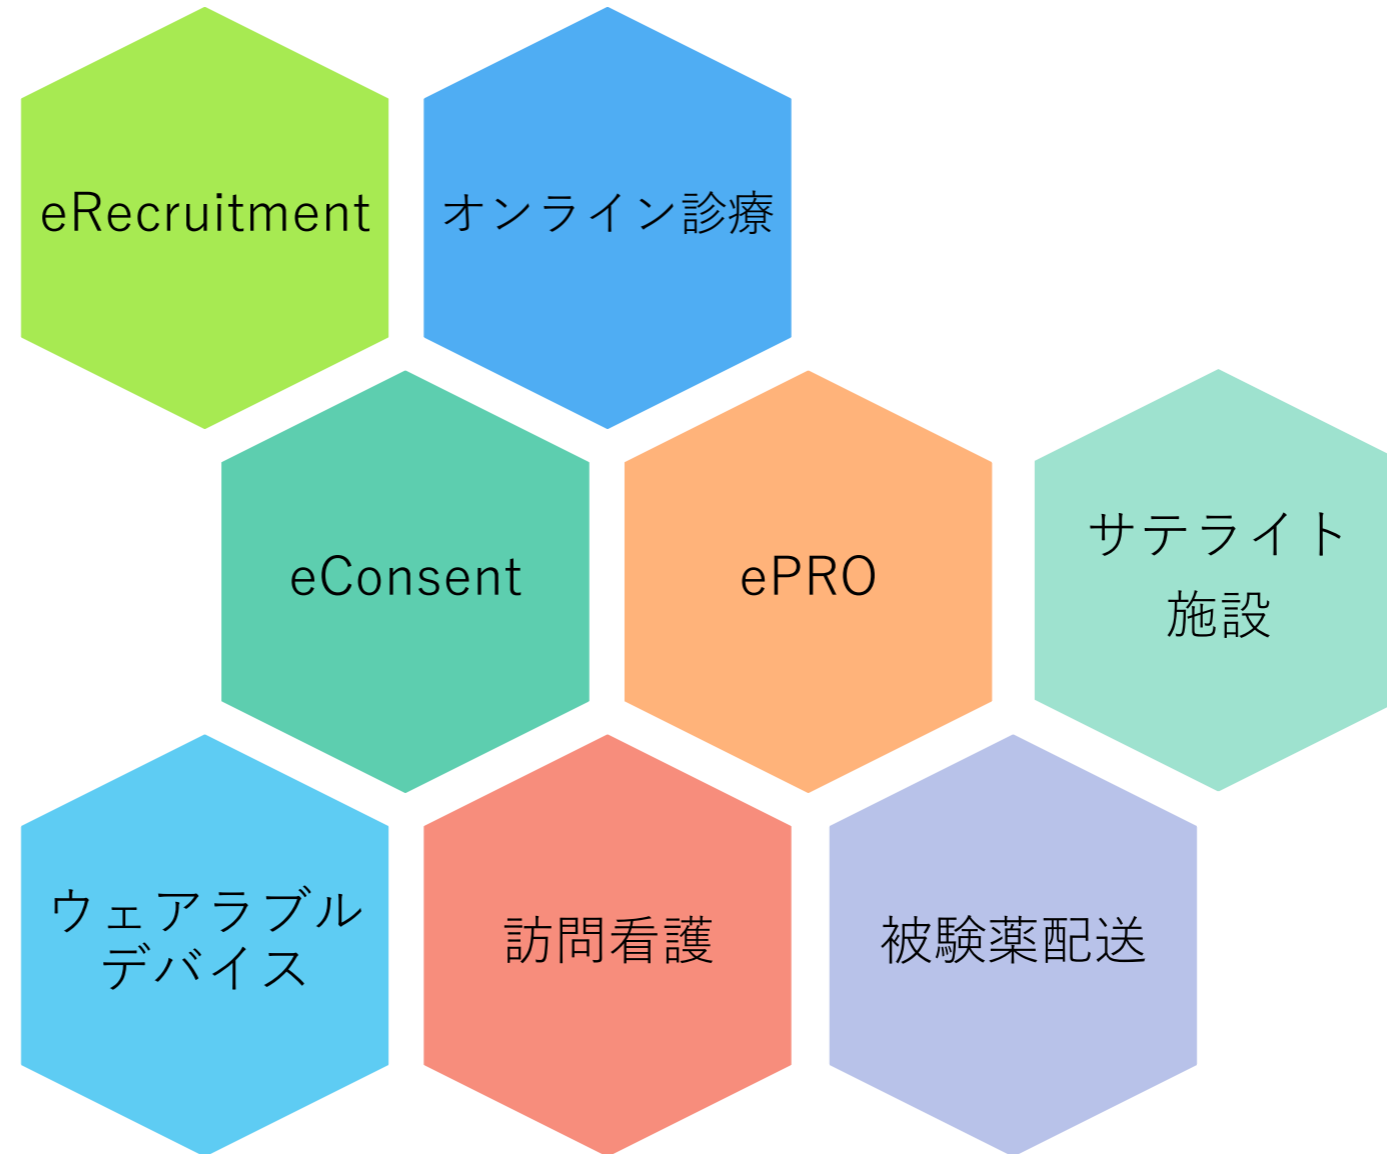 eRecruitment
オンライン診療
eConsent
ePRO
サテライト
施設
ウェアラブル
デバイス
訪問看護
被験薬配送